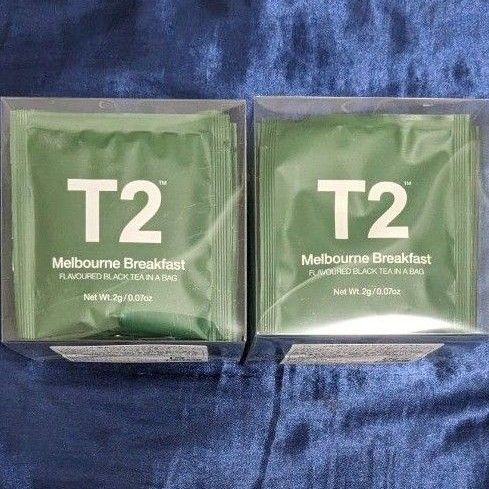 T2™
Melbourne Breakfast
FLAVOURED BLACK TEA IN A BAG
Net Wt. 2g/0.07oz
T2™
Melbourne Breakfast
FLAVOURED BLACK TEA IN A BAG
Net Wt. 2g/0.07oz